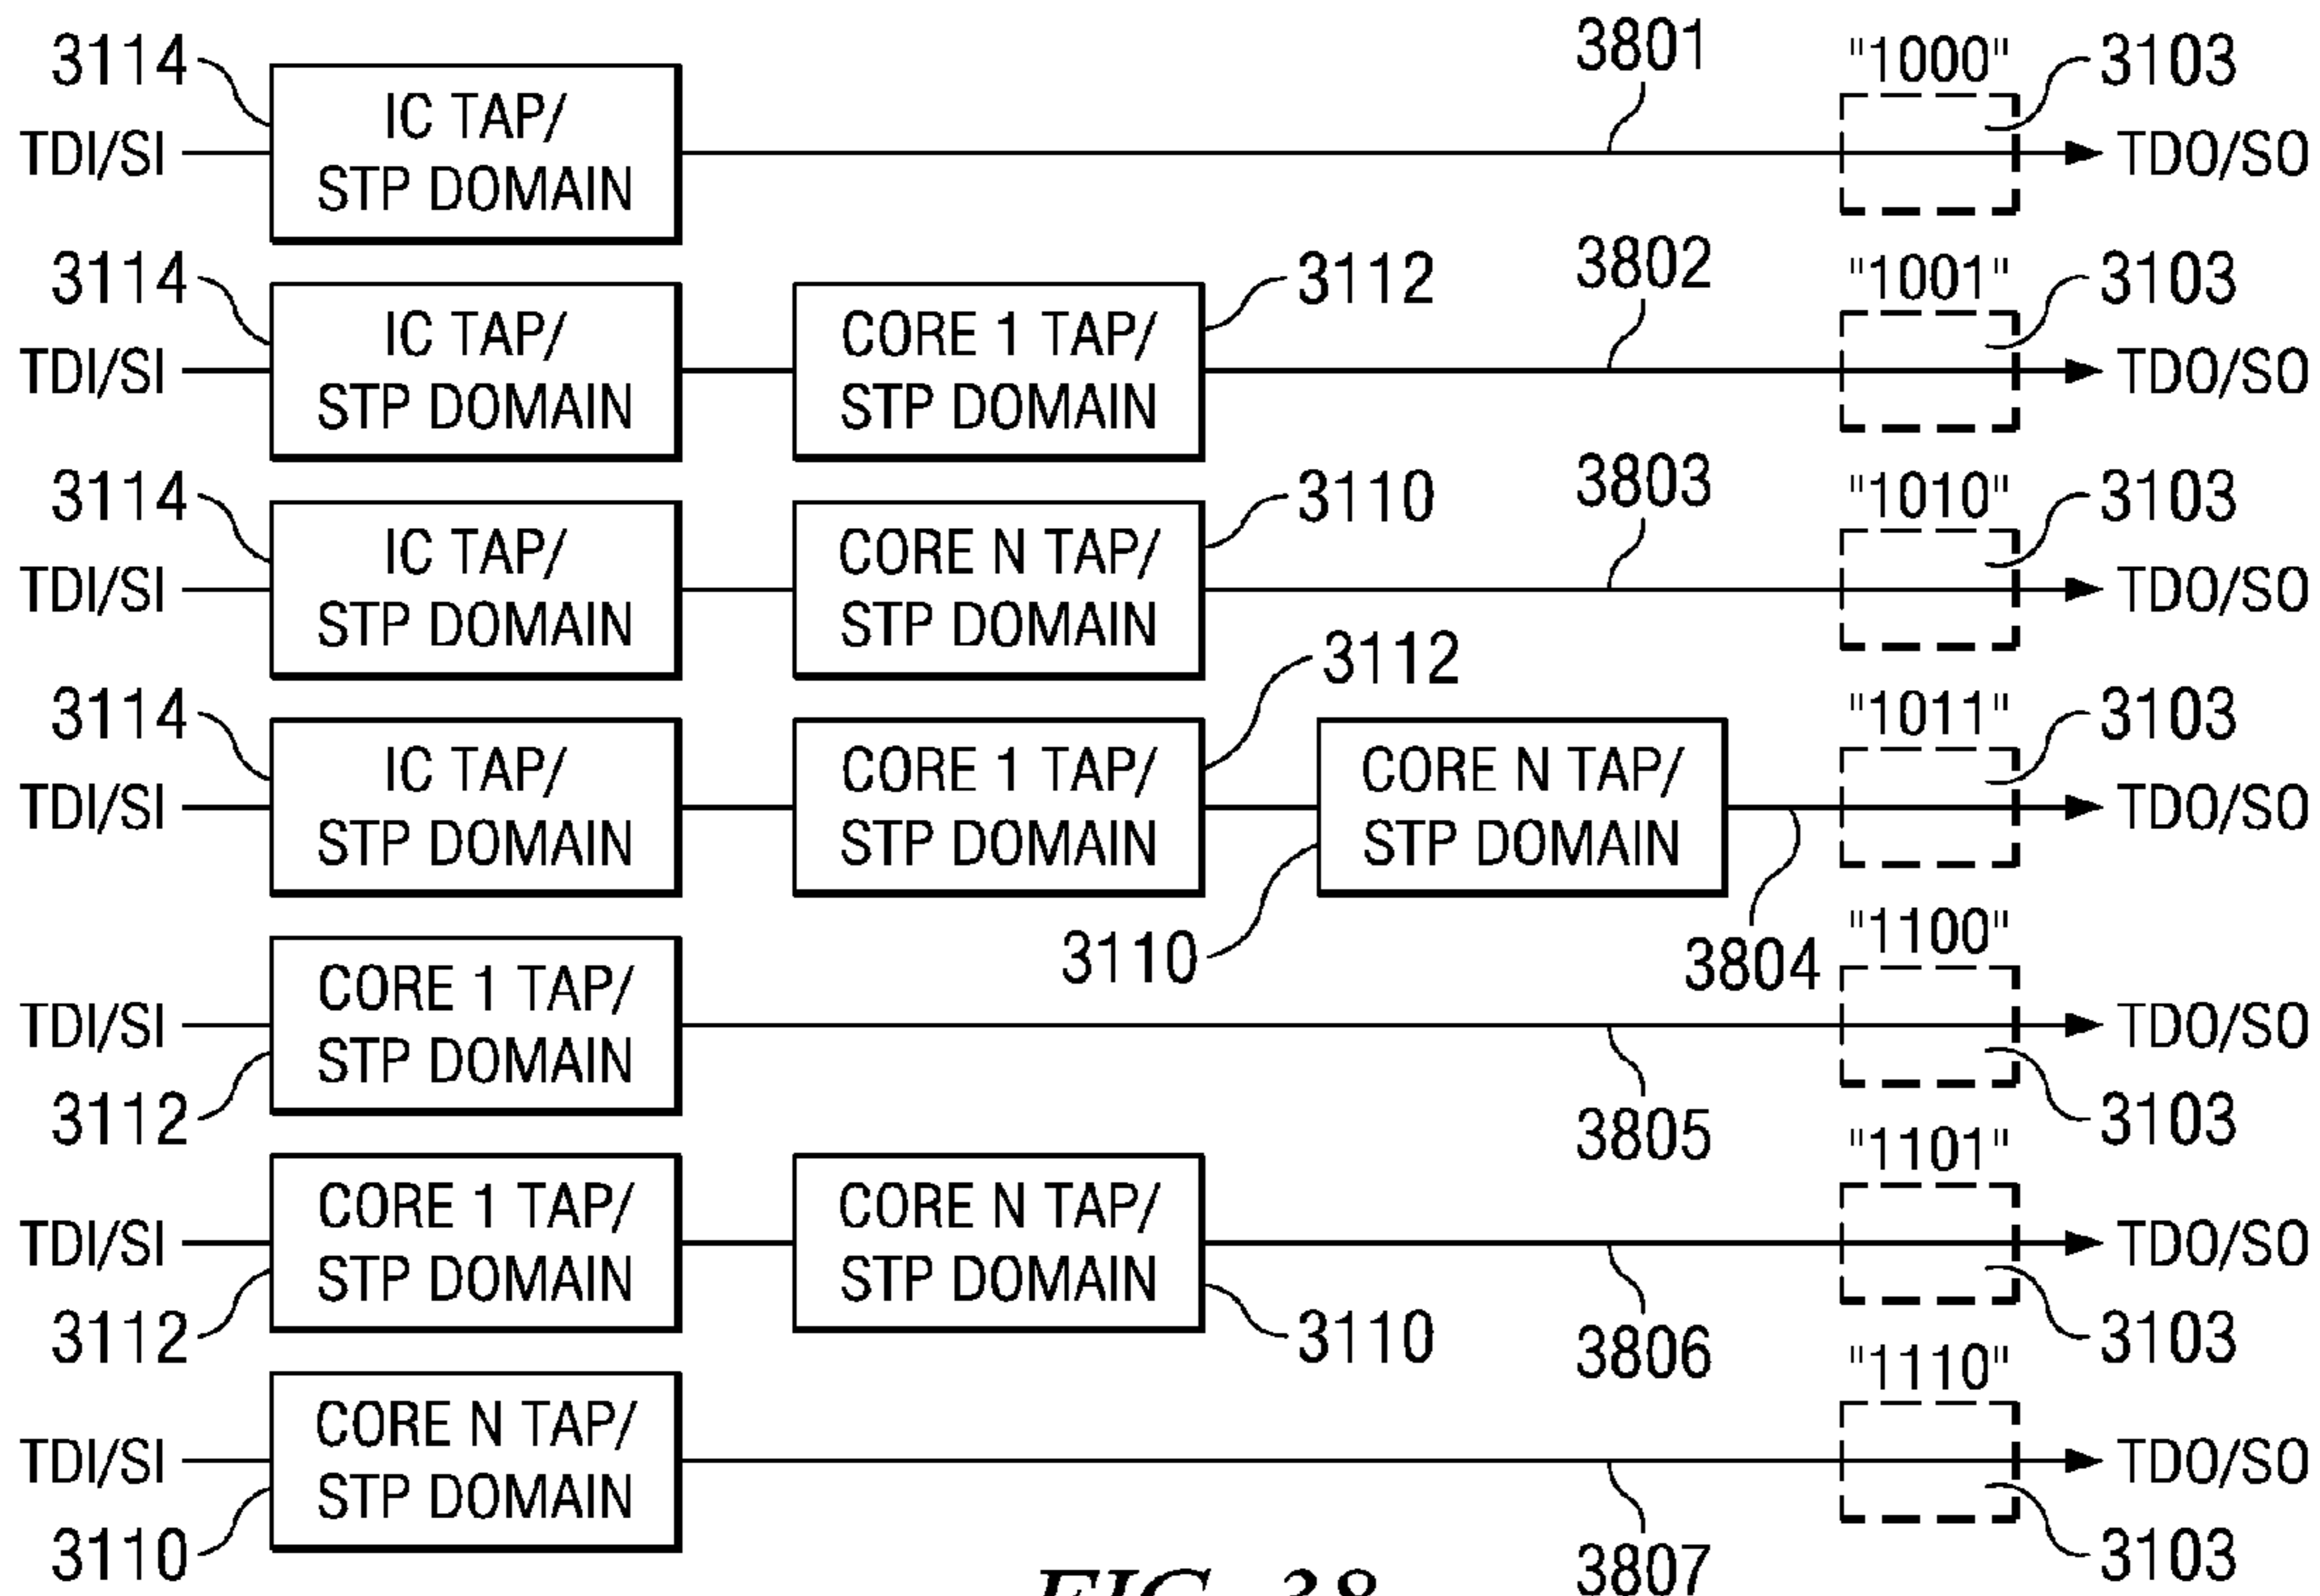 3801
"1000"
3114
3103
IC TAP/
STP DOMAIN
TDI/SI
TDO/SO
3802
"1001"
3114
3112
3103
IC TAP/
STP DOMAIN
CORE 1 TAP/
STP DOMAIN
TDI/SI
TDO/SO
3803
"1010"
3114
3110
3103
IC TAP/
STP DOMAIN
CORE N TAP/
STP DOMAIN
TDI/SI
TDO/SO
3112
"1011"
3114
3103
IC TAP/
STP DOMAIN
CORE 1 TAP/
STP DOMAIN
CORE N TAP/
STP DOMAIN
TDI/SI
TDO/SO
3110
3804
"1100"
CORE 1 TAP/
STP DOMAIN
TDI/SI
TDO/SO
3112
3805
3103
"1101"
CORE 1 TAP/
STP DOMAIN
CORE N TAP/
STP DOMAIN
TDI/SI
TDO/SO
3112
3110
3806
3103
"1110"
CORE N TAP/
STP DOMAIN
TDI/SI
TDO/SO
3110
3807
3103
FIG. 38